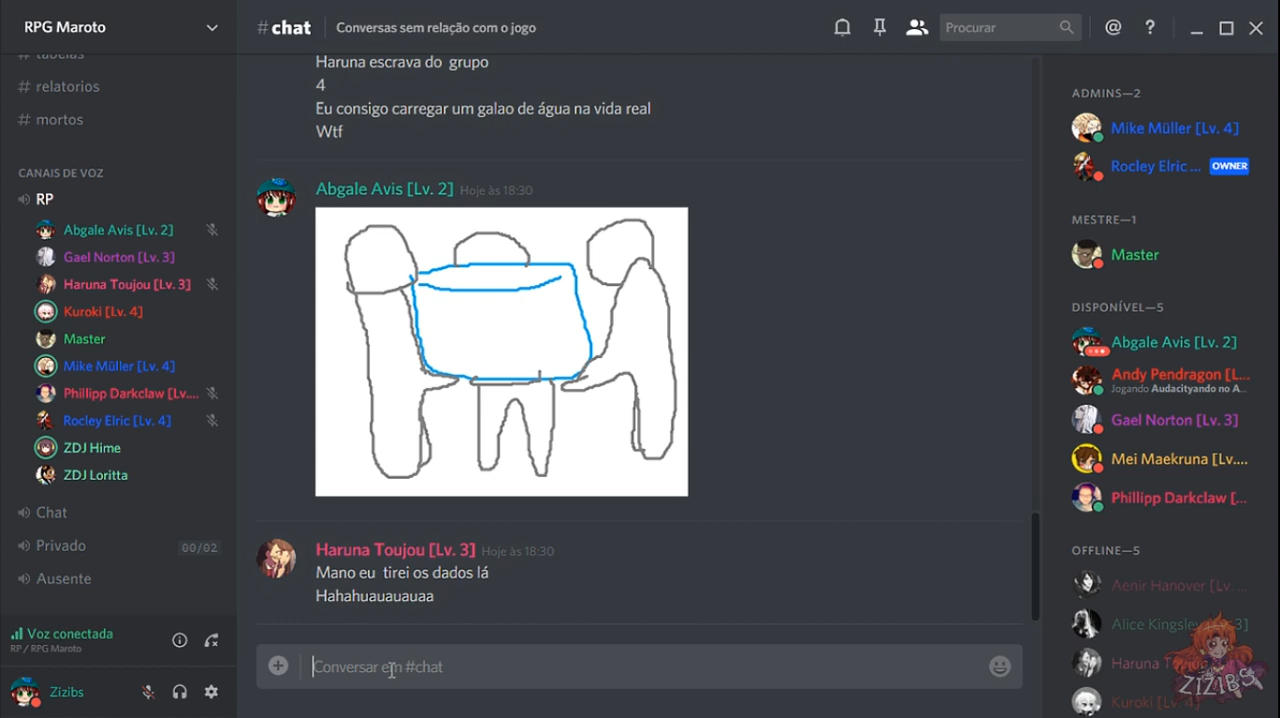 RPG Maroto
#chat
Conversas sem relação com o jogo
Procurar
# tabelas
# relatorios
# mortos
CANAIS DE VOZ
RP
Abgale Avis [Lv. 2]
Gael Norton [Lv. 3]
Haruna Toujou [Lv. 3]
Kuroki [Lv. 4]
Master
Mike Müller [Lv. 4]
Phillipp Darkclaw [Lv....
Rocley Elric [Lv. 4]
ZDJ Hime
ZDJ Loritta
Chat
Privado 00/02
Ausente
Voz conectada
RP / RPG Maroto
Zizibs
Haruna escrava do grupo
4
Eu consigo carregar um galao de água na vida real
Wtf
Abgale Avis [Lv. 2] Hoje às 18:30
Haruna Toujou [Lv. 3] Hoje às 18:30
Mano eu tirei os dados lá
Hahahuauauauaa
Conversar em #chat
ADMINS—2
Mike Müller [Lv. 4]
Rocley Elric ... OWNER
MESTRE—1
Master
DISPONÍVEL—5
Abgale Avis [Lv. 2]
Andy Pendragon [L...
Jogando Audacityando no A...
Gael Norton [Lv. 3]
Mei Maekruna [Lv....
Phillipp Darkclaw [...
OFFLINE—5
Aenir Hanover [Lv. ...
Alice Kingsley [Lv. 3]
Haruna
Kuroki [Lv. 4]
ZIZIBS